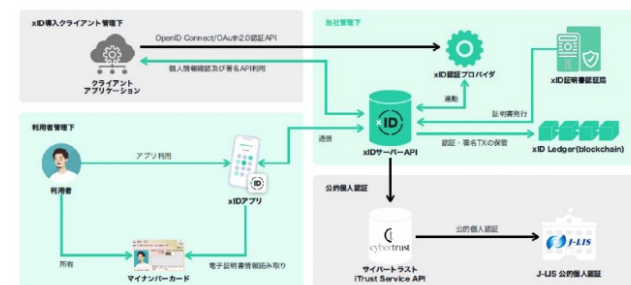 xID導入クライアント管理下
OpenID Connect/OAuth2.0認証API
個人情報確認及び署名API利用
クライアント
アプリケーション
当社管理下
xID認証プロバイダ
xID証明書認証局
連動
証明書発行
xID
xIDサーバーAPI
認証・署名TXの保管
xID Ledger(blockchain)
利用者管理下
アプリ利用
通信
利用者
xIDアプリ
所有
マイナンバーカード
電子証明書情報読み取り
公的個人認証
cybertrust
公的個人認証
J-LIS
サイバートラスト
iTrust Service API
J-LIS 公的個人認証